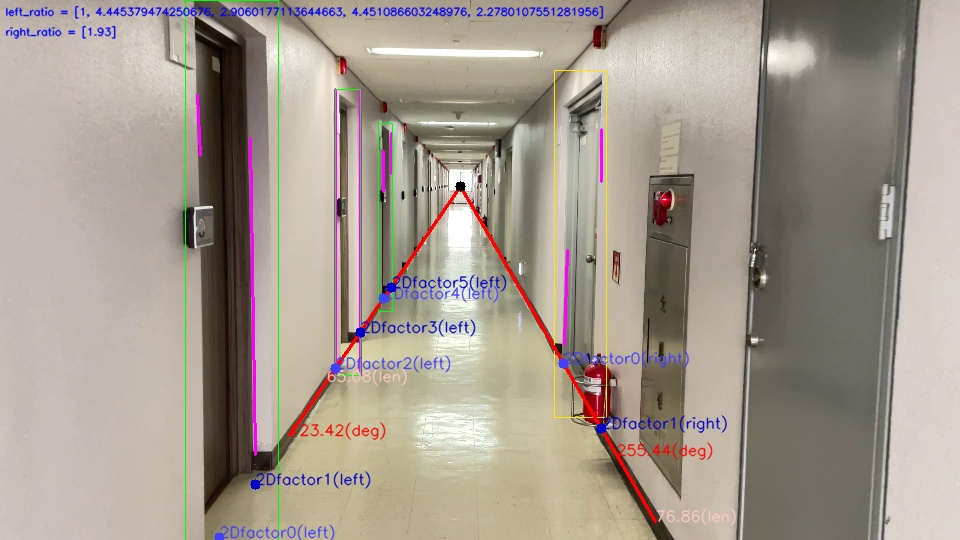 left_ratio = [1, 4.445379474250676, 2.9060177113644663, 4.451086603248976, 2.2780107551281956]
right_ratio = [1.93]
2Dfactor5(left)
2Dfactor4(left)
2Dfactor3(left)
2Dfactor2(left)
2Dfactor0(right)
65.08(len)
2Dfactor1(right)
23.42(deg)
255.44(deg)
2Dfactor1(left)
76.86(len)
2Dfactor0(left)